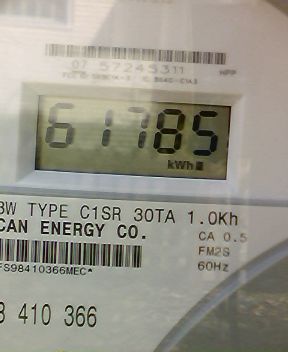 07 57245311
61785
kWh
3W TYPE C1SR 30TA 1.0Kh
CAN ENERGY CO.
CA 0.5
FM2S
60Hz
FS98410366MEC*
8 410 366